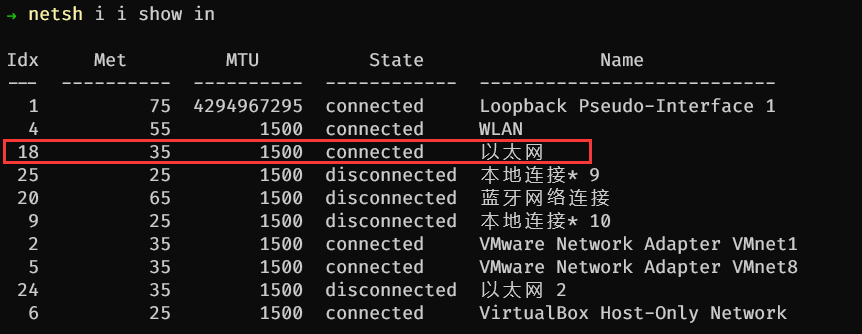 → netsh i i show in
Idx     Met         MTU          State                Name
---  ----------  ----------  ------------  ---------------------------
  1          75  4294967295  connected     Loopback Pseudo-Interface 1
  4          55        1500  connected     WLAN
 18          35        1500  connected     以太网
 25          25        1500  disconnected  本地连接* 9
 20          65        1500  disconnected  蓝牙网络连接
  9          25        1500  disconnected  本地连接* 10
  2          35        1500  connected     VMware Network Adapter VMnet1
  5          35        1500  connected     VMware Network Adapter VMnet8
 24          35        1500  disconnected  以太网 2
  6          25        1500  connected     VirtualBox Host-Only Network